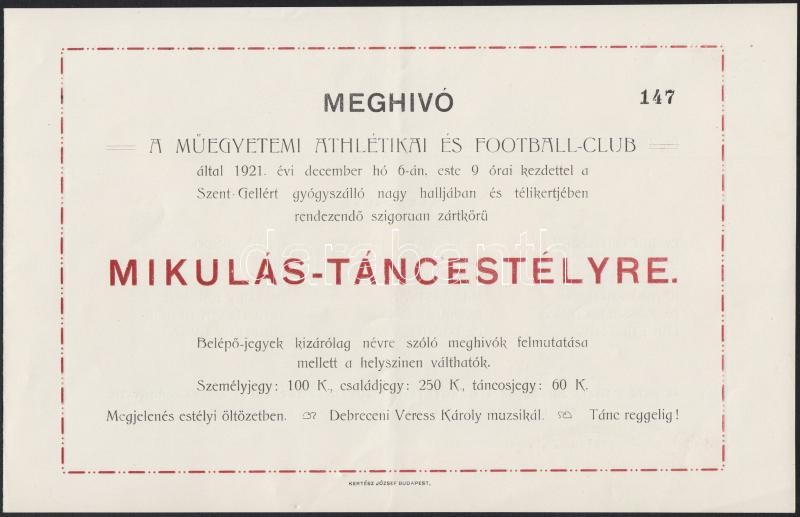 MEGHIVÓ
147
A MŰEGYETEMI ATHLÉTIKAI ÉS FOOTBALL-CLUB
által 1921. évi december hó 6-án, este 9 órai kezdettel a
Szent-Gellért gyógyszálló nagy halljában és télikertjében
rendezendő szigoruan zártkörű
darabanth
MIKULÁS-TÁNCESTÉLYRE.
Belépő-jegyek kizárólag névre szóló meghivók felmutatása
mellett a helyszinen válthatók.
Személyjegy: 100 K, családjegy: 250 K, táncosjegy: 60 K.
Megjelenés estélyi öltözetben. Debreceni Veress Károly muzsikál. Tánc reggelig!
KERTÉSZ JÓZSEF BUDAPEST.